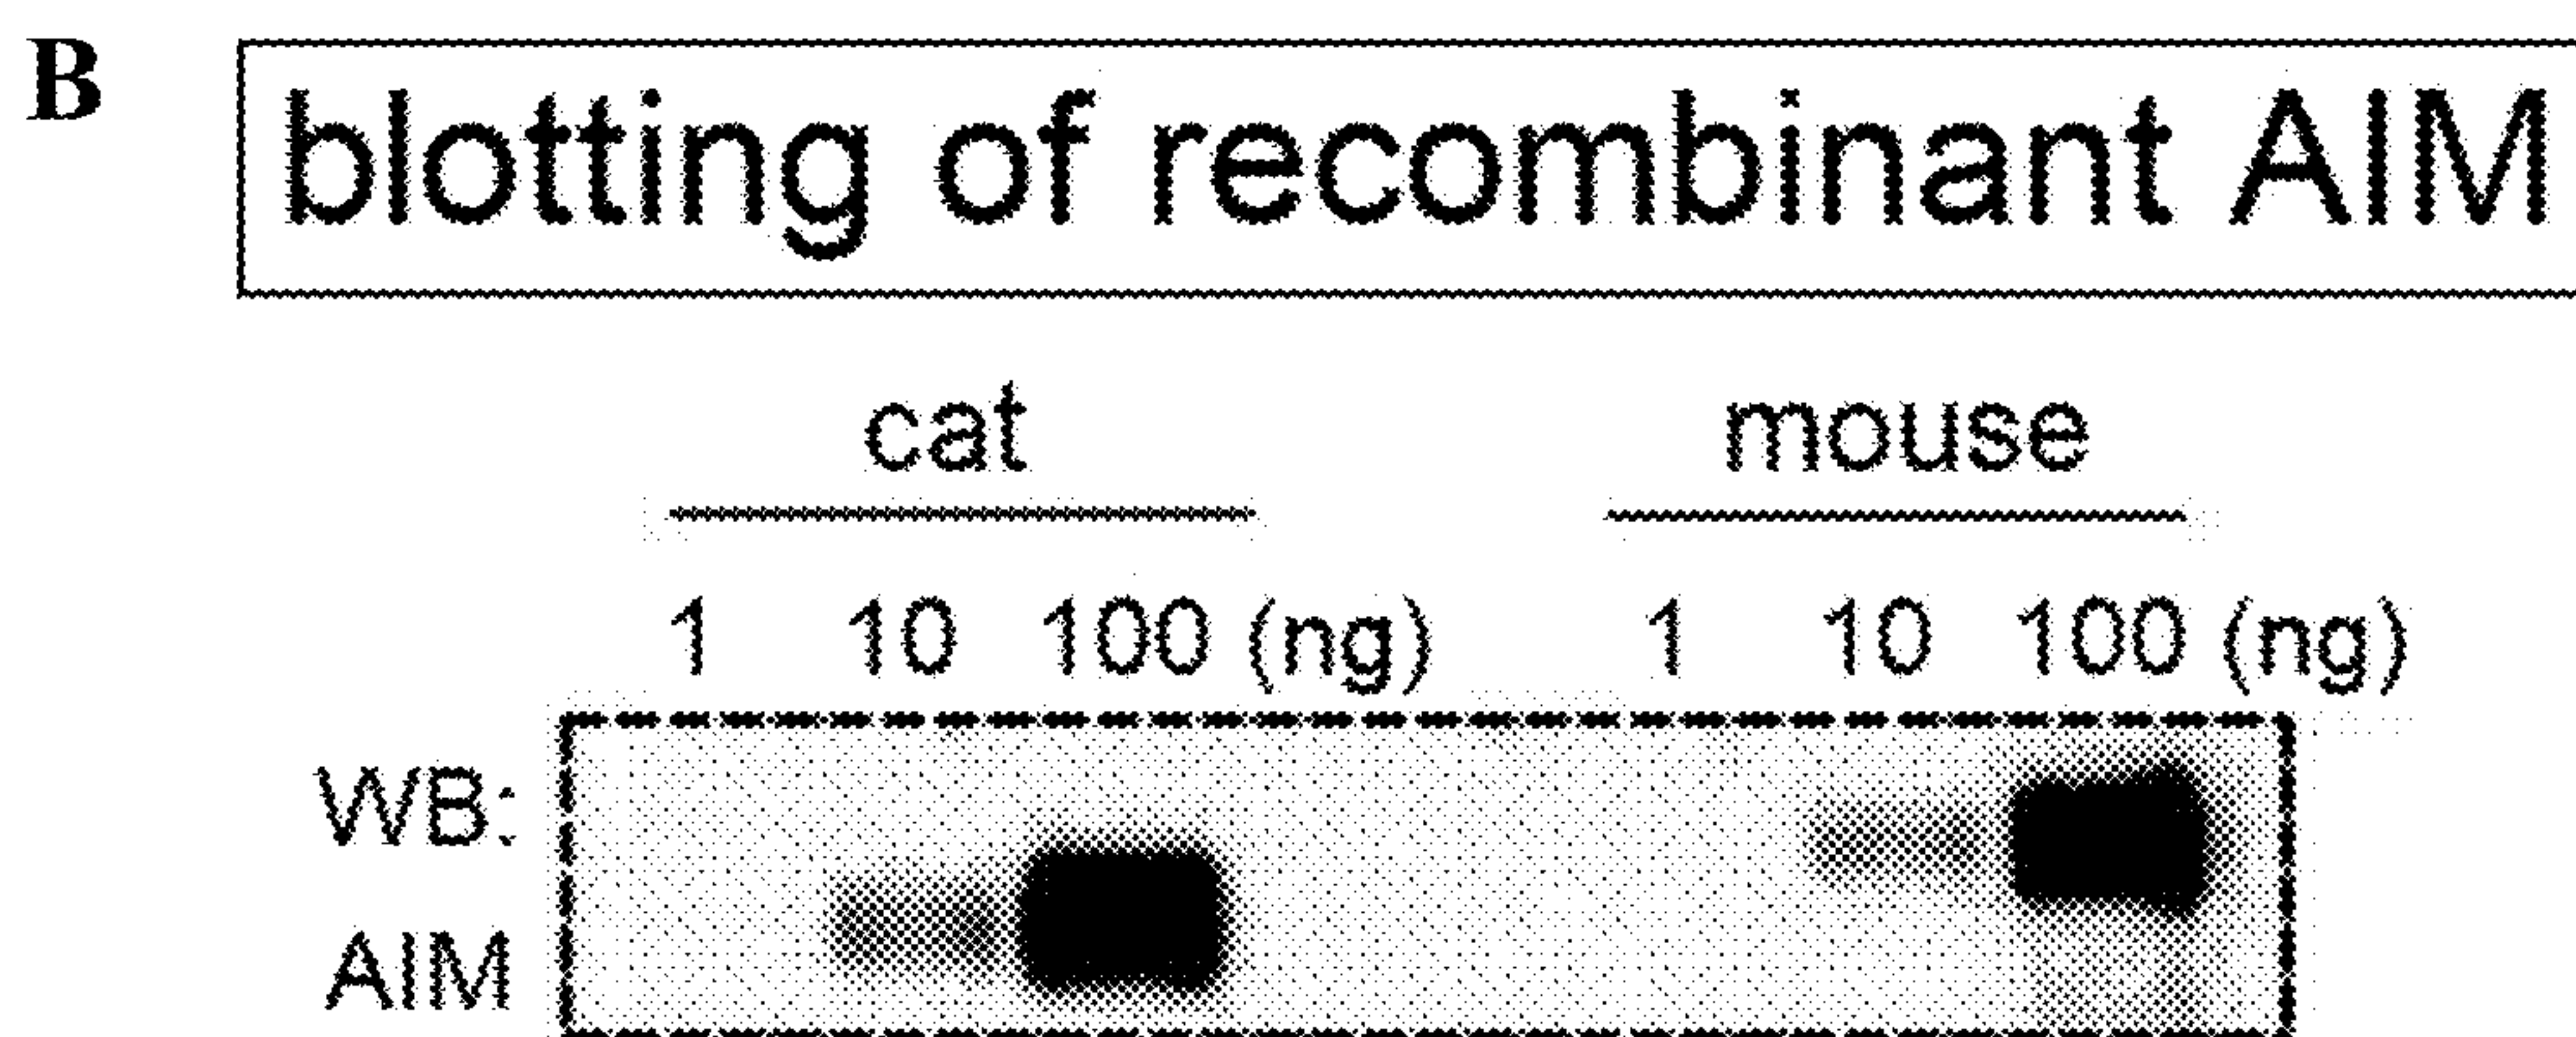 B
blotting of recombinant AIM
cat mouse
1 10 100 (ng) 1 10 100 (ng)
WB:
AIM